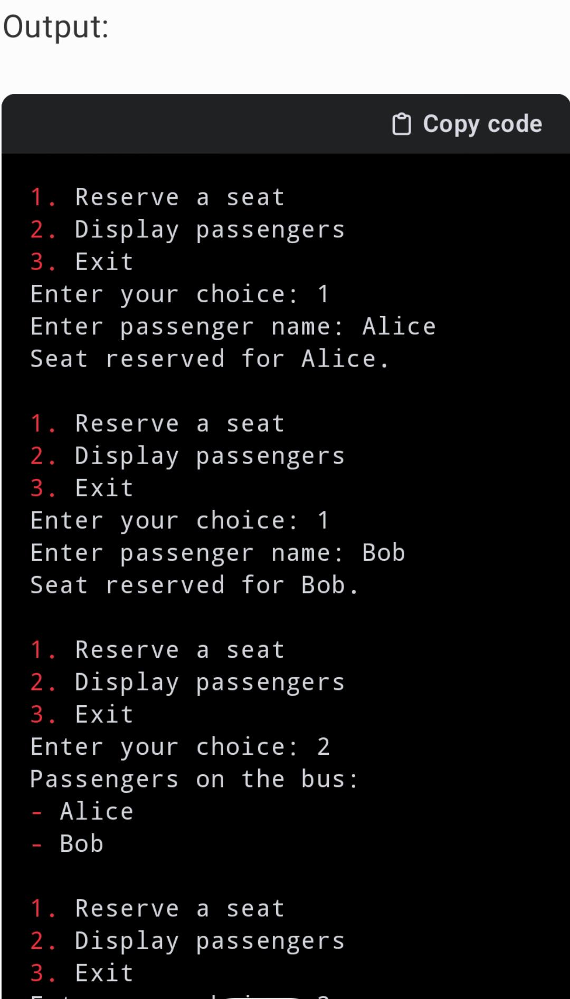 Output:
Copy code
1. Reserve a seat
2. Display passengers
3. Exit
Enter your choice: 1
Enter passenger name: Alice
Seat reserved for Alice.
1. Reserve a seat
2. Display passengers
3. Exit
Enter your choice: 1
Enter passenger name: Bob
Seat reserved for Bob.
1. Reserve a seat
2. Display passengers
3. Exit
Enter your choice: 2
Passengers on the bus:
- Alice
- Bob
1. Reserve a seat
2. Display passengers
3. Exit